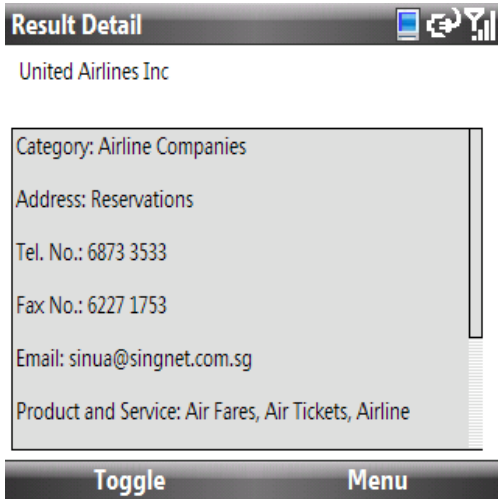 Result Detail
United Airlines Inc
Category: Airline Companies
Address: Reservations
Tel. No.: 6873 3533
Fax No.: 6227 1753
Email: sinua@singnet.com.sg
Product and Service: Air Fares, Air Tickets, Airline
Toggle Menu